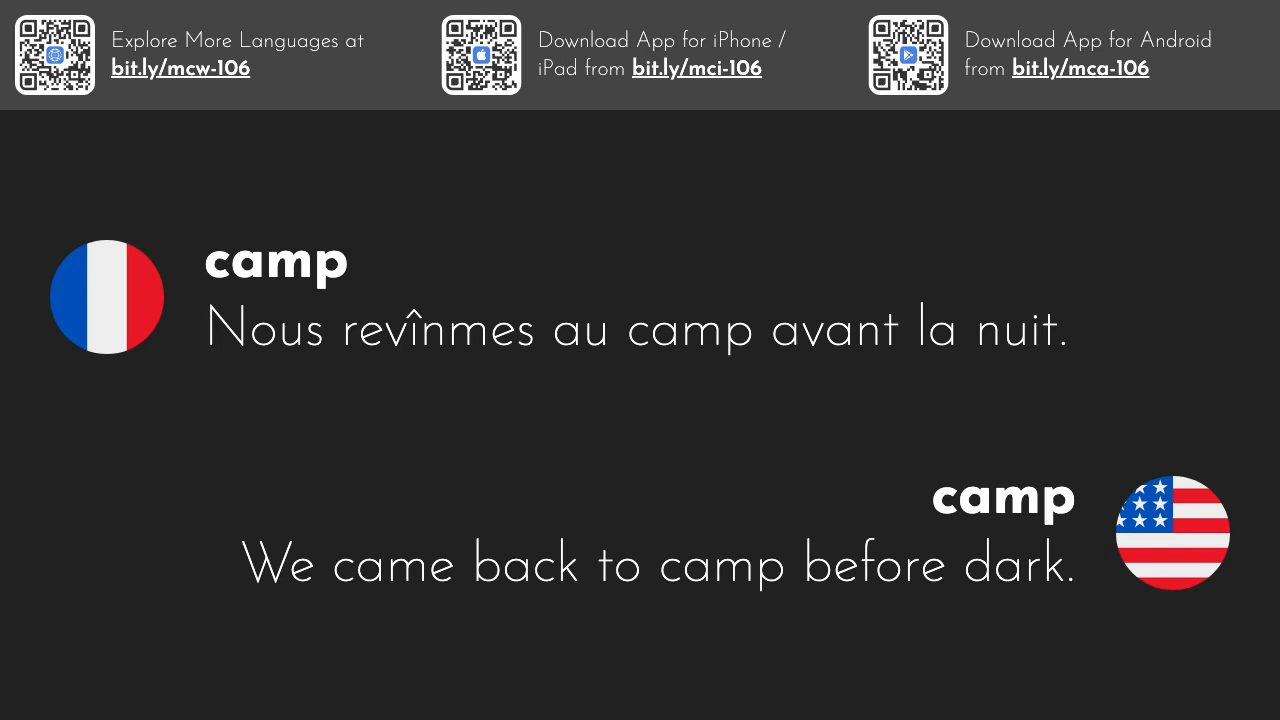 Explore More Languages at
bit.ly/mcw-106
Download App for iPhone /
iPad from bit.ly/mci-106
Download App for Android
from bit.ly/mca-106
camp
Nous revînmes au camp avant la nuit.
camp
We came back to camp before dark.